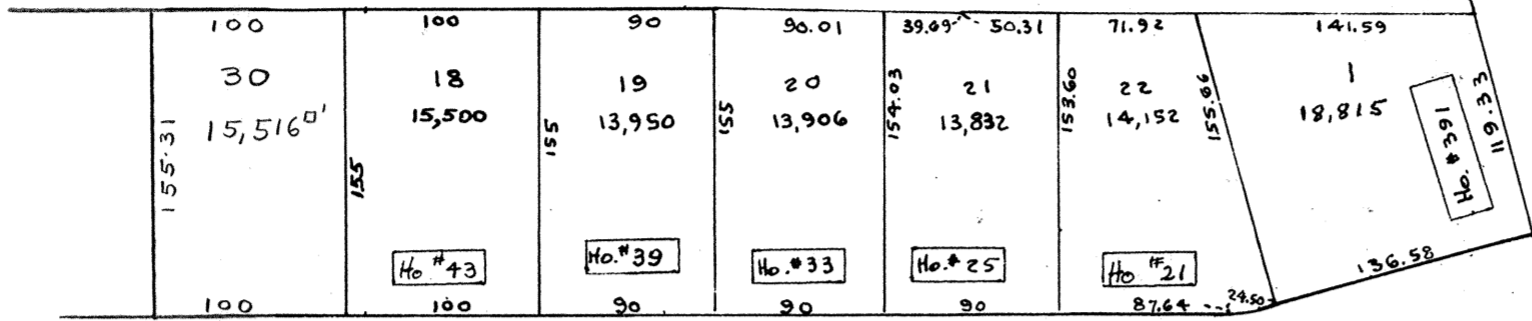 100 100 90 90.01 39.69 50.31 71.92 141.59
30 18 19 20 21 22 1
15,516□' 15,500 13,950 13,906 13,832 14,152 18,815
155.31 155 155 155 154.03 153.60 155.66 119.33
Ho. # 391
Ho # 43 Ho. # 39 Ho. # 33 Ho. # 25 Ho # 21
136.58
100 100 90 90 90 87.64 24.50